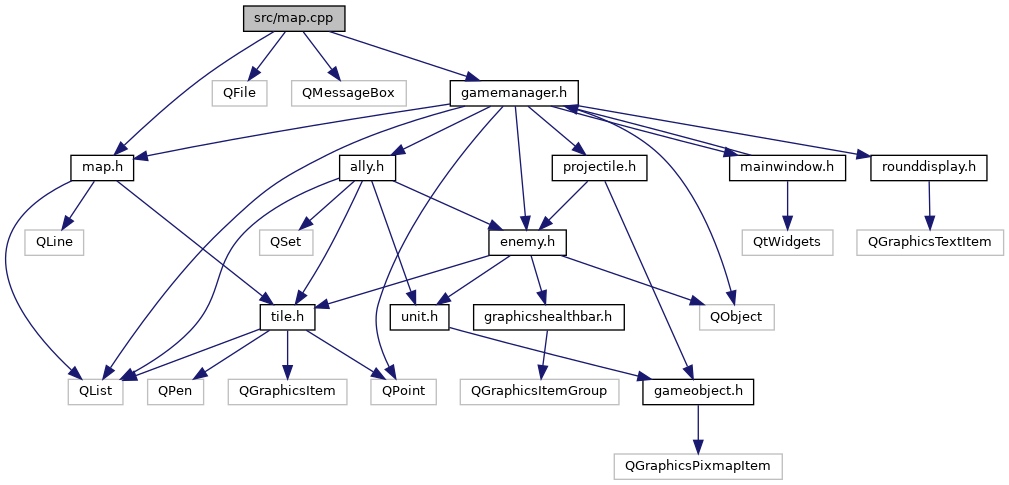 src/map.cpp
QFile
QMessageBox
gamemanager.h
map.h
ally.h
projectile.h
mainwindow.h
rounddisplay.h
QLine
QSet
enemy.h
QtWidgets
QGraphicsTextItem
tile.h
unit.h
graphicshealthbar.h
QObject
QList
QPen
QGraphicsItem
QPoint
QGraphicsItemGroup
gameobject.h
QGraphicsPixmapItem